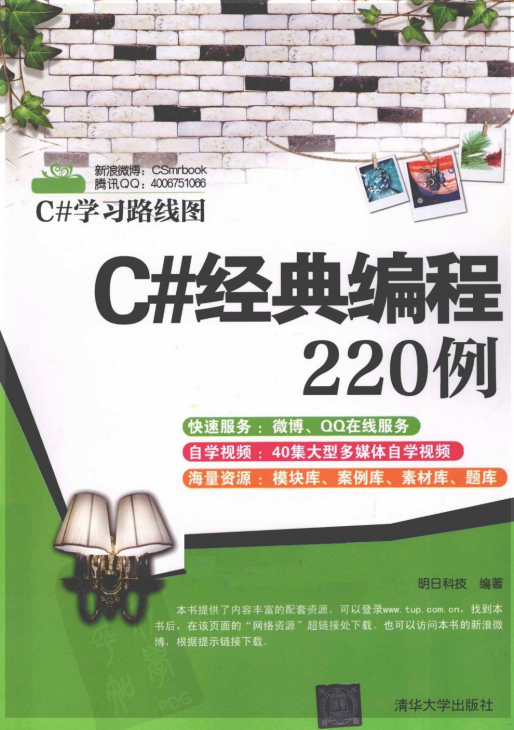 新浪微博：CSmrbook
腾讯QQ：4006751066
C#学习路线图
C#经典编程
220例
快速服务：微博、QQ在线服务
自学视频：40集大型多媒体自学视频
海量资源：模块库、案例库、素材库、题库
明日科技 编著
本书提供了内容丰富的配套资源，可以登录www.tup.com.cn，找到本
书后，在该页面的“网络资源”超链接处下载。也可以访问本书的新浪微
博，根据提示链接下载。
PDG
清华大学出版社